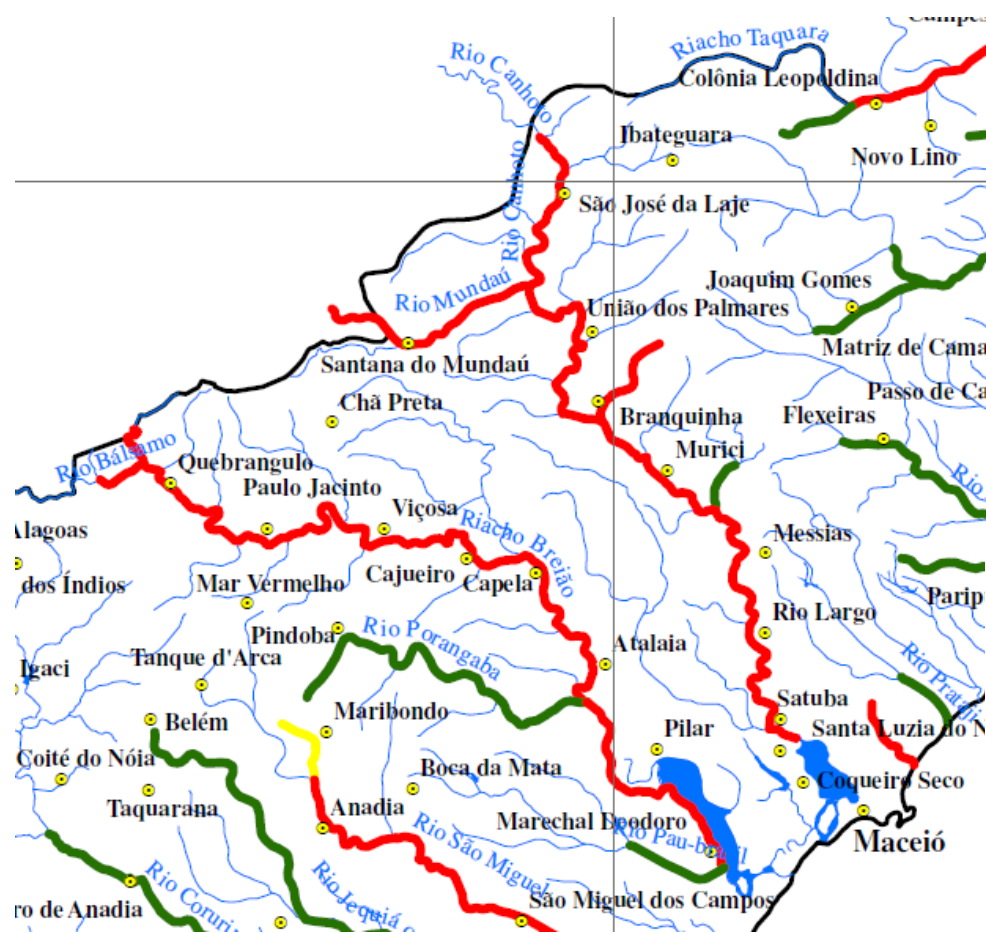 Riacho Taquara
Rio Canhoto
Colônia Leopoldina
Ibateguara
Novo Lino
Rio Canhoto
São José da Laje
Joaquim Gomes
Rio Mundaú
União dos Palmares
Santana do Mundaú
Matriz de Cama
Passo de Ca
Chã Preta
Branquinha
Flexeiras
Rio Bálsamo
Quebrangulo
Murici
Paulo Jacinto
Viçosa
Riacho Breião
Alagoas
Messias
dos Índios
Mar Vermelho
Cajueiro
Capela
Rio Largo
Paripu
Pindoba
Rio Porangaba
Atalaia
Igaci
Tanque d'Arca
Rio Pratagi
Satuba
Belém
Maribondo
Pilar
Santa Luzia do N
Coité do Nóia
Boca da Mata
Coqueiro Seco
Taquarana
Anadia
Marechal Deodoro
Rio São Miguel
Rio Pau-brasil
Maceió
ro de Anadia
Rio Coruri
Rio Jequiá
São Miguel dos Campos